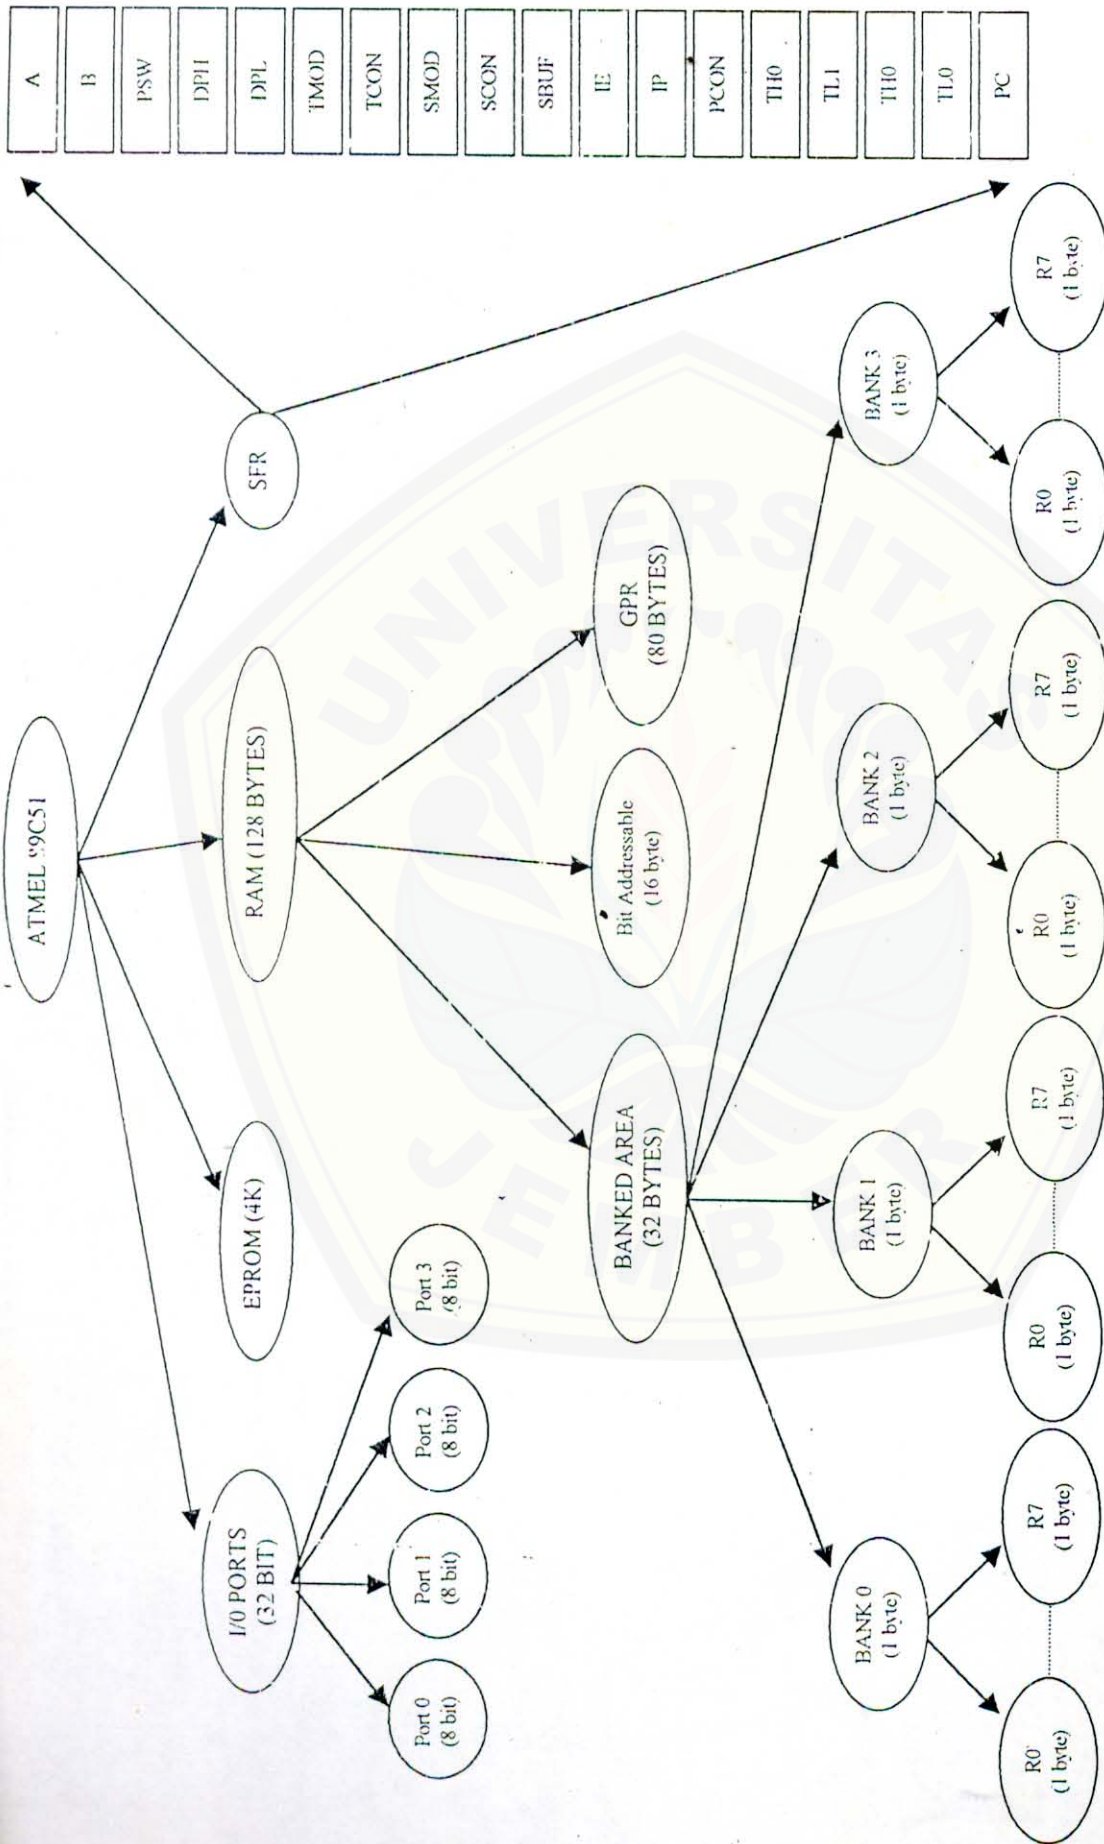 ATMEL 89C51
I/0 PORTS
(32 BIT)
EPROM (4K)
RAM (128 BYTES)
SFR
Port 0
(8 bit)
Port 1
(8 bit)
Port 2
(8 bit)
Port 3
(8 bit)
BANKED AREA
(32 BYTES)
Bit Addressable
(16 byte)
GPR
(80 BYTES)
BANK 0
(1 byte)
BANK 1
(1 byte)
BANK 2
(1 byte)
BANK 3
(1 byte)
R0
(1 byte)
R7
(1 byte)
R0
(1 byte)
R7
(1 byte)
R0
(1 byte)
R7
(1 byte)
R0
(1 byte)
R7
(1 byte)
A
B
PSW
DPH
DPL
TMOD
TCON
SMOD
SCON
SBUF
IE
IP
PCON
TH0
TL1
TH0
TL0
PC
UNIVERSITAS
JEMBER